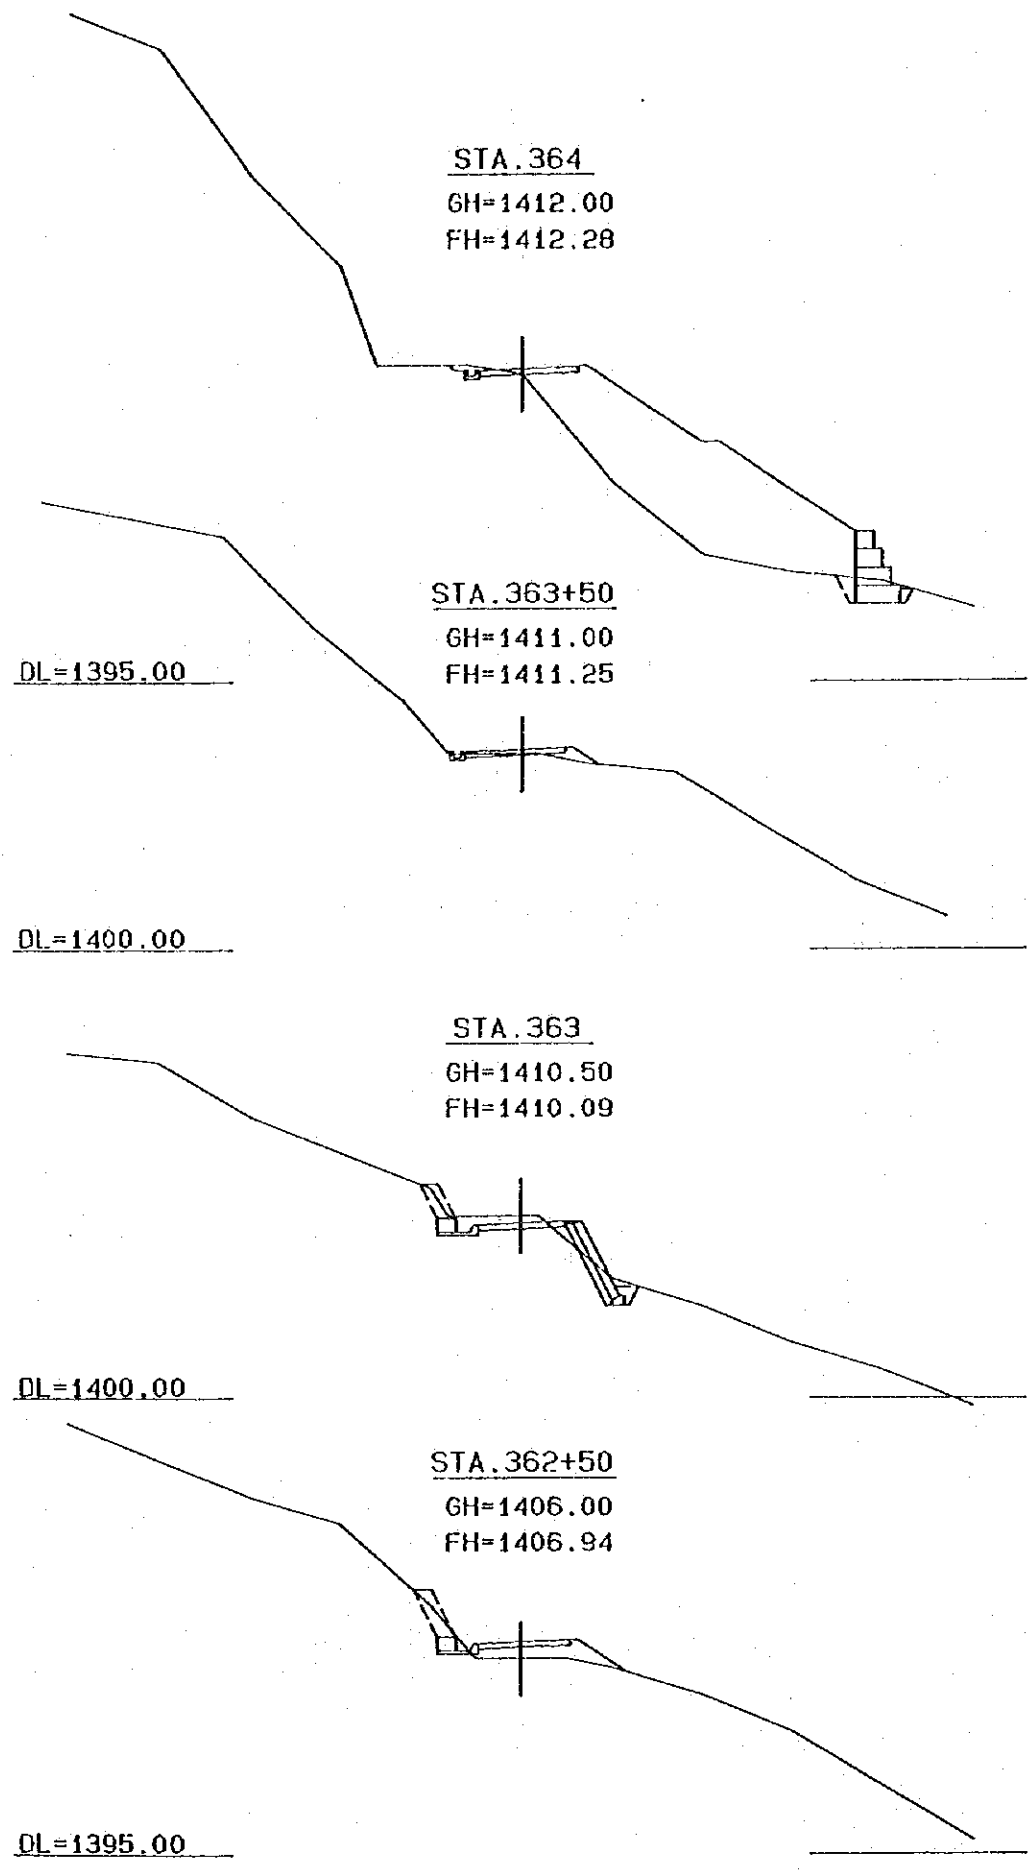 STA.364
GH=1412.00
FH=1412.28
STA.363+50
GH=1411.00
FH=1411.25
DL=1395.00
DL=1400.00
STA.363
GH=1410.50
FH=1410.09
DL=1400.00
STA.362+50
GH=1406.00
FH=1406.94
DL=1395.00